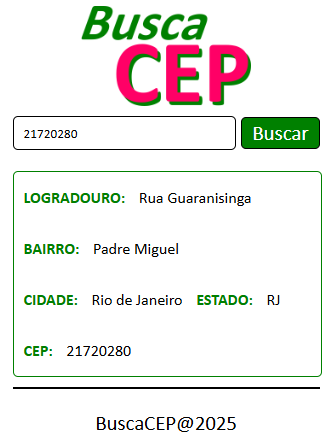 Busca
CEP
21720280 Buscar
LOGRADOURO: Rua Guaranisinga
BAIRRO: Padre Miguel
CIDADE: Rio de Janeiro ESTADO: RJ
CEP: 21720280
BuscaCEP@2025